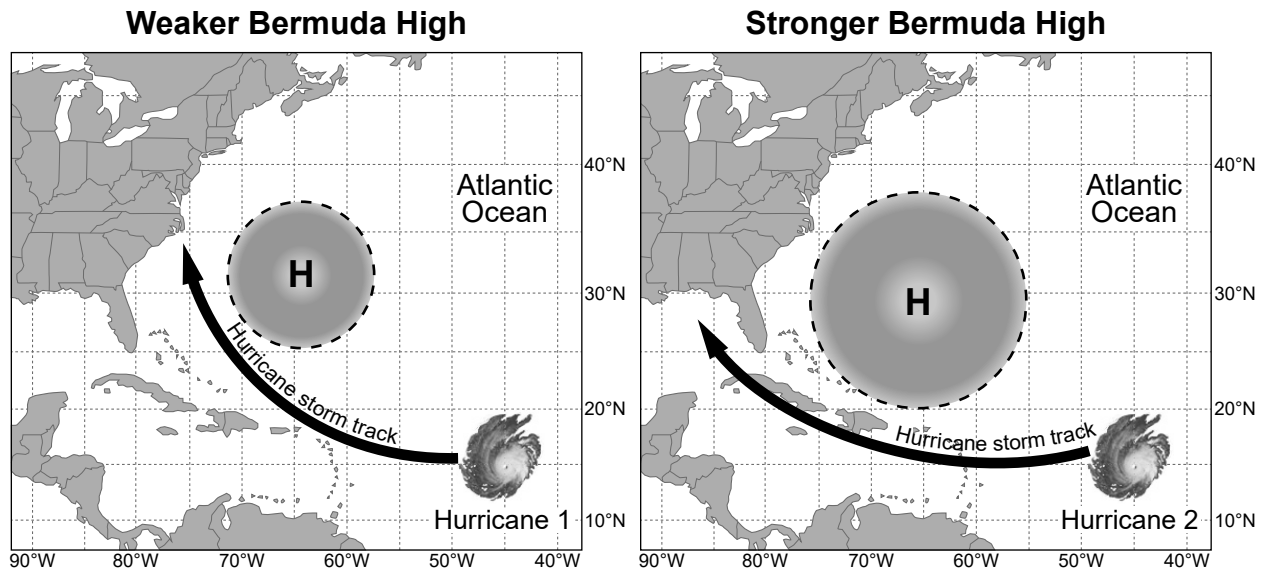 Weaker Bermuda High
Atlantic
Ocean
H
Hurricane storm track
Hurricane 1
40°N
30°N
20°N
10°N
90°W
80°W
70°W
60°W
50°W
40°W
Stronger Bermuda High
Atlantic
Ocean
H
Hurricane storm track
Hurricane 2
40°N
30°N
20°N
10°N
90°W
80°W
70°W
60°W
50°W
40°W